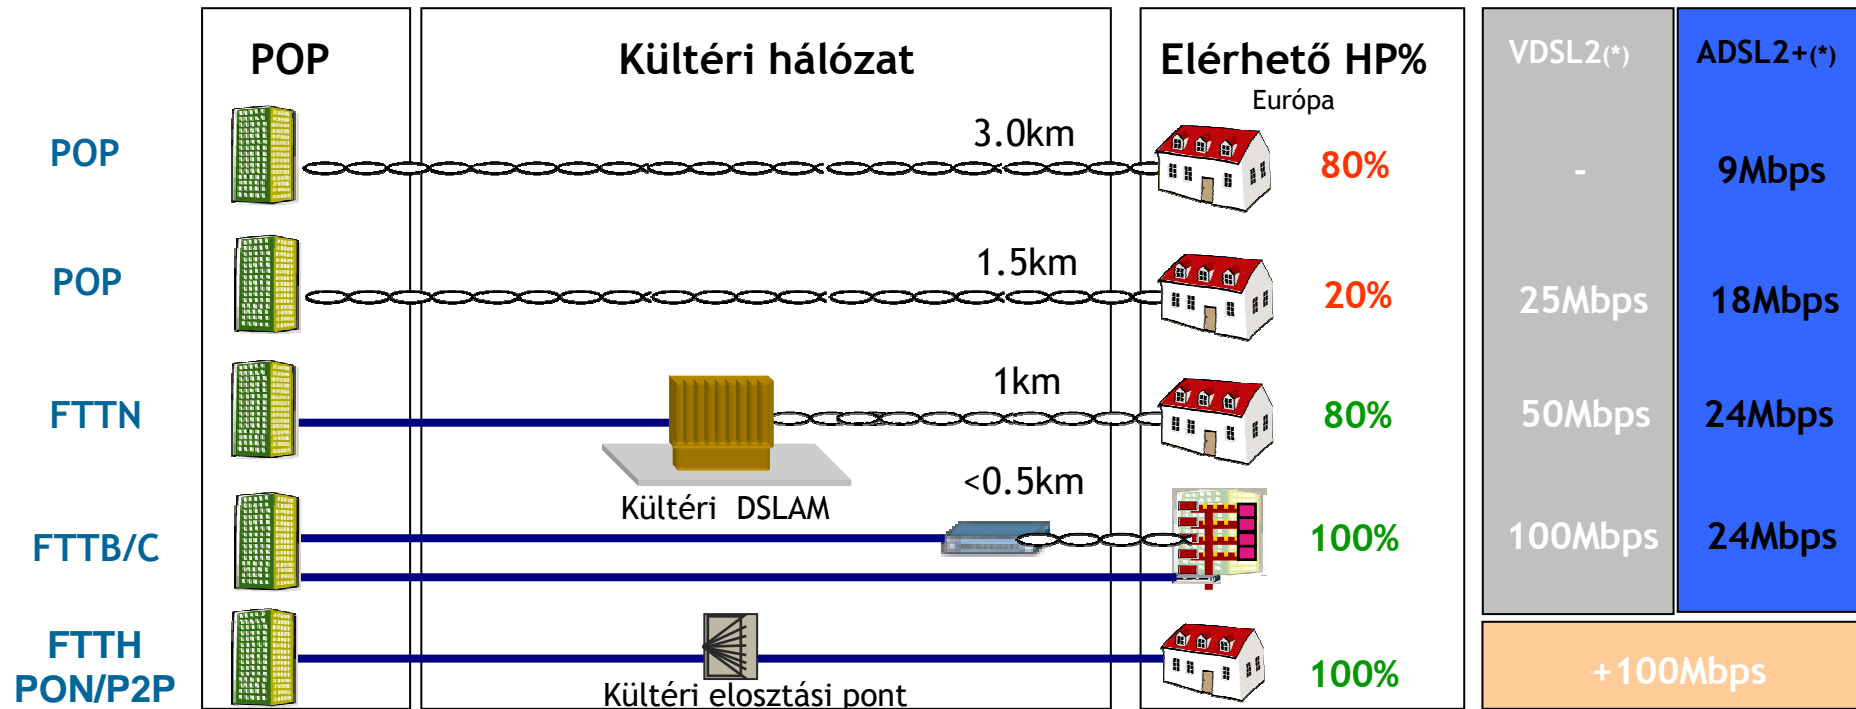 POP
Kültéri hálózat
Elérhető HP%
Európa
VDSL2(*)
ADSL2+(*)
POP
3.0km
80%
-
9Mbps
POP
1.5km
20%
25Mbps
18Mbps
FTTN
1km
80%
50Mbps
24Mbps
Kültéri DSLAM
<0.5km
FTTB/C
100%
100Mbps
24Mbps
FTTH
PON/P2P
Kültéri elosztási pont
100%
+100Mbps